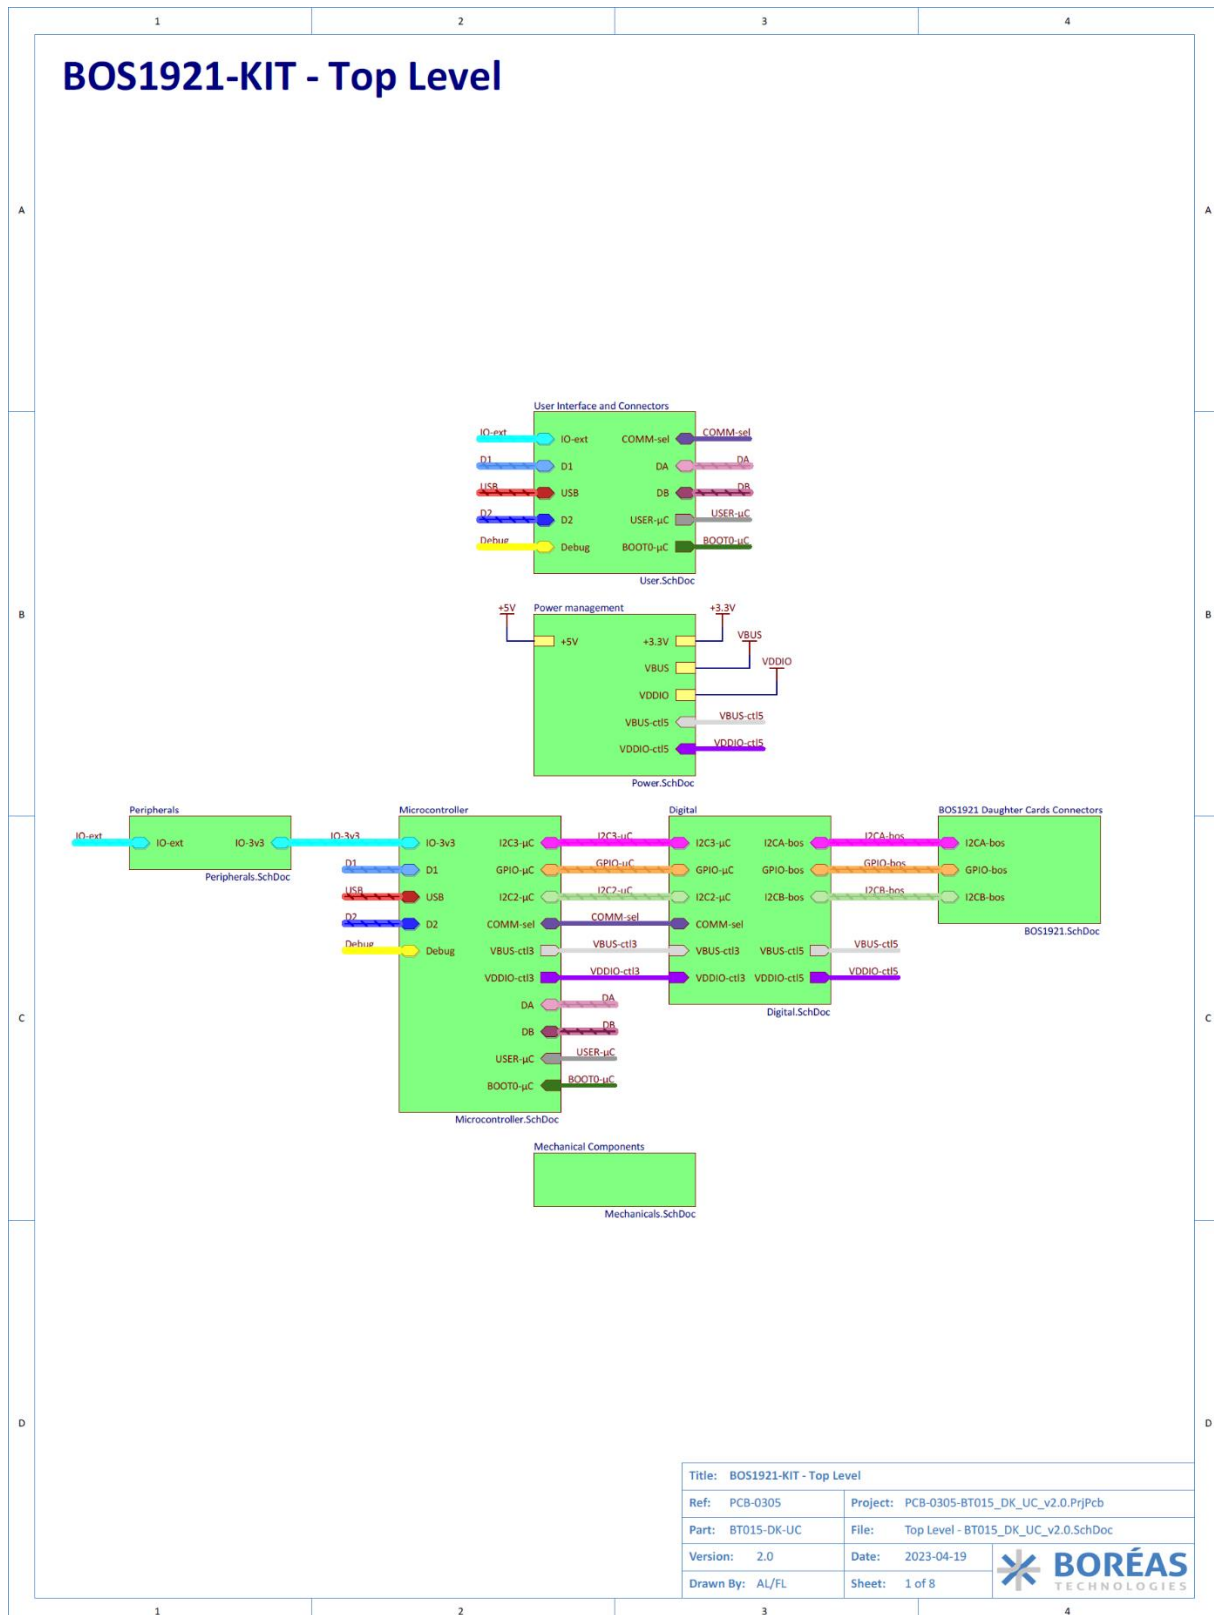 1 2 3 4
BOS1921-KIT - Top Level
A A
User Interface and Connectors
IO-ext IO-ext COMM-sel COMM-sel
D1 D1 DA DA
USB USB DB DB
D2 D2 USER-µC USER-µC
Debug Debug BOOT0-µC BOOT0-µC
User.SchDoc
B B
+5V Power management +3.3V
+5V +3.3V VBUS
VBUS VDDIO
VDDIO
VBUS-ctl5 VBUS-ctl5
VDDIO-ctl5 VDDIO-ctl5
Power.SchDoc
Peripherals Microcontroller Digital BOS1921 Daughter Cards Connectors
IO-ext IO-ext IO-3v3 IO-3v3 IO-3v3 I2C3-µC I2C3-µC I2C3-µC I2CA-bos I2CA-bos I2CA-bos
Peripherals.SchDoc
D1 D1 GPIO-µC GPIO-µC GPIO-µC GPIO-bos GPIO-bos GPIO-bos
USB USB I2C2-µC I2C2-µC I2C2-µC I2CB-bos I2CB-bos I2CB-bos
D2 D2 COMM-sel COMM-sel COMM-sel
BOS1921.SchDoc
Debug Debug VBUS-ctl3 VBUS-ctl3 VBUS-ctl3 VBUS-ctl5 VBUS-ctl5
VDDIO-ctl3 VDDIO-ctl3 VDDIO-ctl3 VDDIO-ctl5 VDDIO-ctl5
DA DA
Digital.SchDoc
C C
DB DB
USER-µC USER-µC
BOOT0-µC BOOT0-µC
Microcontroller.SchDoc
Mechanical Components
Mechanicals.SchDoc
D D
Title: BOS1921-KIT - Top Level
Ref: PCB-0305 Project: PCB-0305-BT015_DK_UC_v2.0.PrjPcb
Part: BT015-DK-UC File: Top Level - BT015_DK_UC_v2.0.SchDoc
Version: 2.0 Date: 2023-04-19
Drawn By: AL/FL Sheet: 1 of 8
BORÉAS
TECHNOLOGIES
1 2 3 4